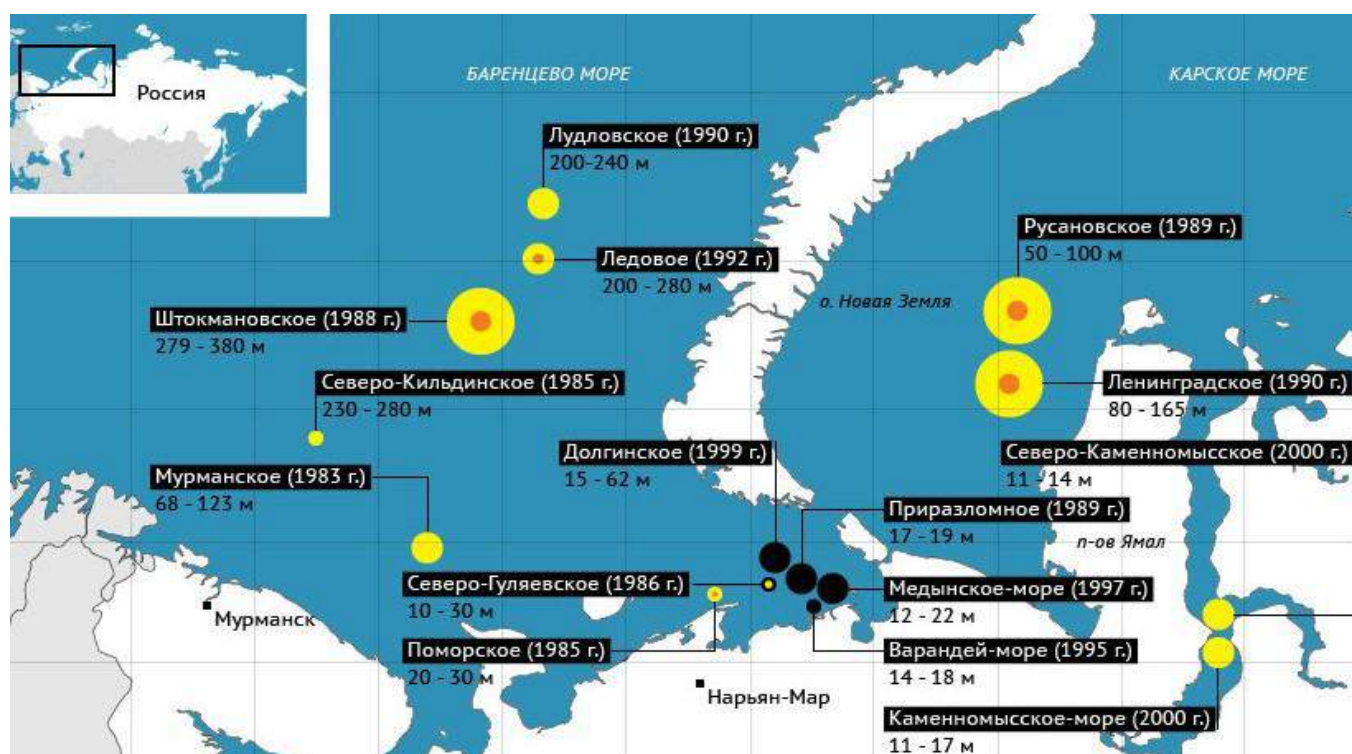 БАРЕНЦЕВО МОРЕ
КАРСКОЕ МОРЕ
Россия
Лудловское (1990 г.)
200-240 м
Русановское (1989 г.)
50 - 100 м
Ледовое (1992 г.)
200 - 280 м
о. Новая Земля
Штокмановское (1988 г.)
279 - 380 м
Северо-Кильдинское (1985 г.)
230 - 280 м
Ленинградское (1990 г.)
80 - 165 м
Долгинское (1999 г.)
15 - 62 м
Северо-Каменномысское (2000 г.)
11 - 14 м
Мурманское (1983 г.)
68 - 123 м
Приразломное (1989 г.)
17 - 19 м
п-ов Ямал
Северо-Гуляевское (1986 г.)
10 - 30 м
Медынское-море (1997 г.)
12 - 22 м
Мурманск
Поморское (1985 г.)
20 - 30 м
Варандей-море (1995 г.)
14 - 18 м
Нарьян-Мар
Каменномысское-море (2000 г.)
11 - 17 м